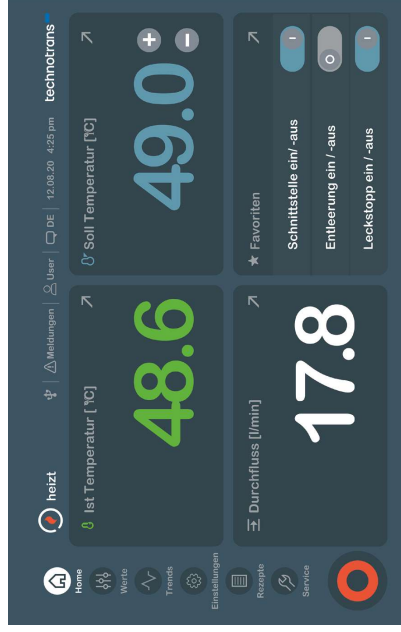 heizt
Meldungen
User
DE
12.08.20 4:25 pm
technotrans
Home
Werte
Trends
Einstellungen
Rezepte
Service
Ist Temperatur [ °C]
48.6
Soll Temperatur [°C]
49.0
Durchfluss [l/min]
17.8
Favoriten
Schnittstelle ein/ -aus
Entleerung ein / -aus
Leckstopp ein / -aus